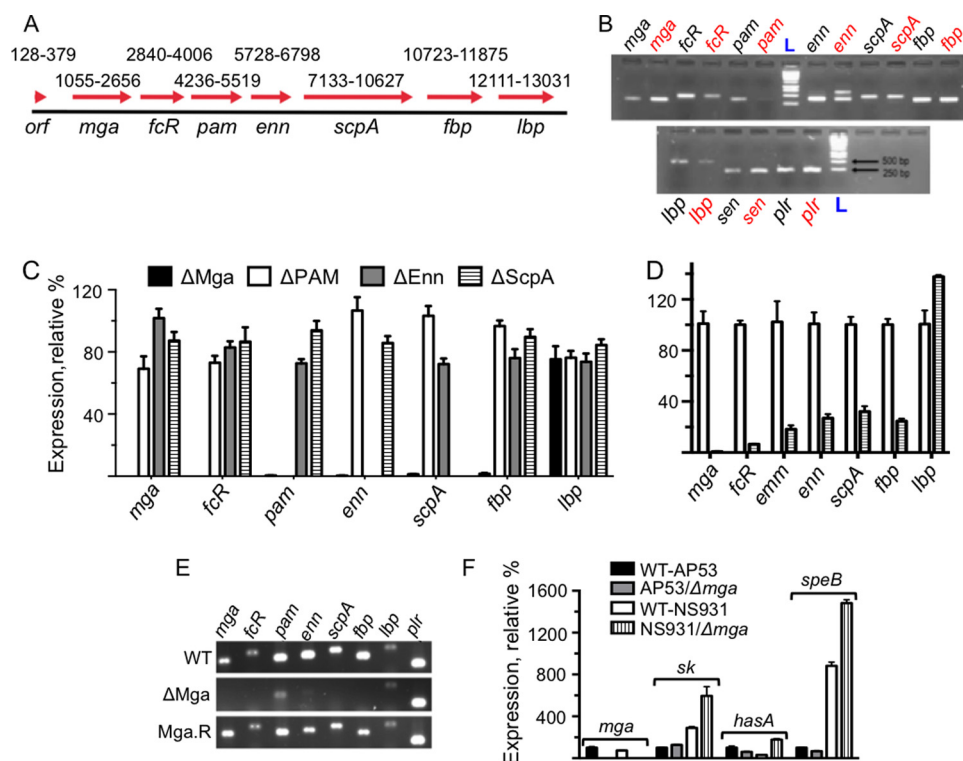 A
128-379 2840-4006 5728-6798 10723-11875
1055-2656 4236-5519 7133-10627 12111-13031
orf mga fcR pam enn scpA fbp lbp
B
mga mga fcR fcR pam pam L enn enn scpA scpA fbp fbp
500 bp
250 bp
lbp lbp sen sen plr plr L
C
ΔMga ΔPAM ΔEnn ΔScpA
Expression, relative %
120
80
40
mga fcR pam enn scpA fbp lbp
D
120
80
40
mga fcR emm enn scpA fbp lbp
E
mga fcR pam enn scpA fbp lbp plr
WT
ΔMga
Mga.R
F
WT-AP53
AP53/Δmga
WT-NS931
NS931/Δmga
Expression, relative %
1600
1200
800
400
mga sk hasA speB